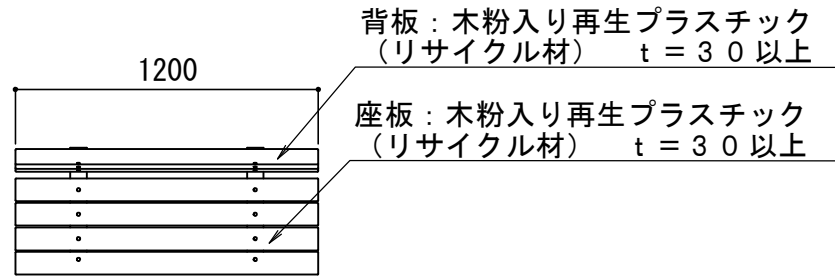 背板：木粉入り再生プラスチック
（リサイクル材）　ｔ＝３０以上
1200
座板：木粉入り再生プラスチック
（リサイクル材）　ｔ＝３０以上